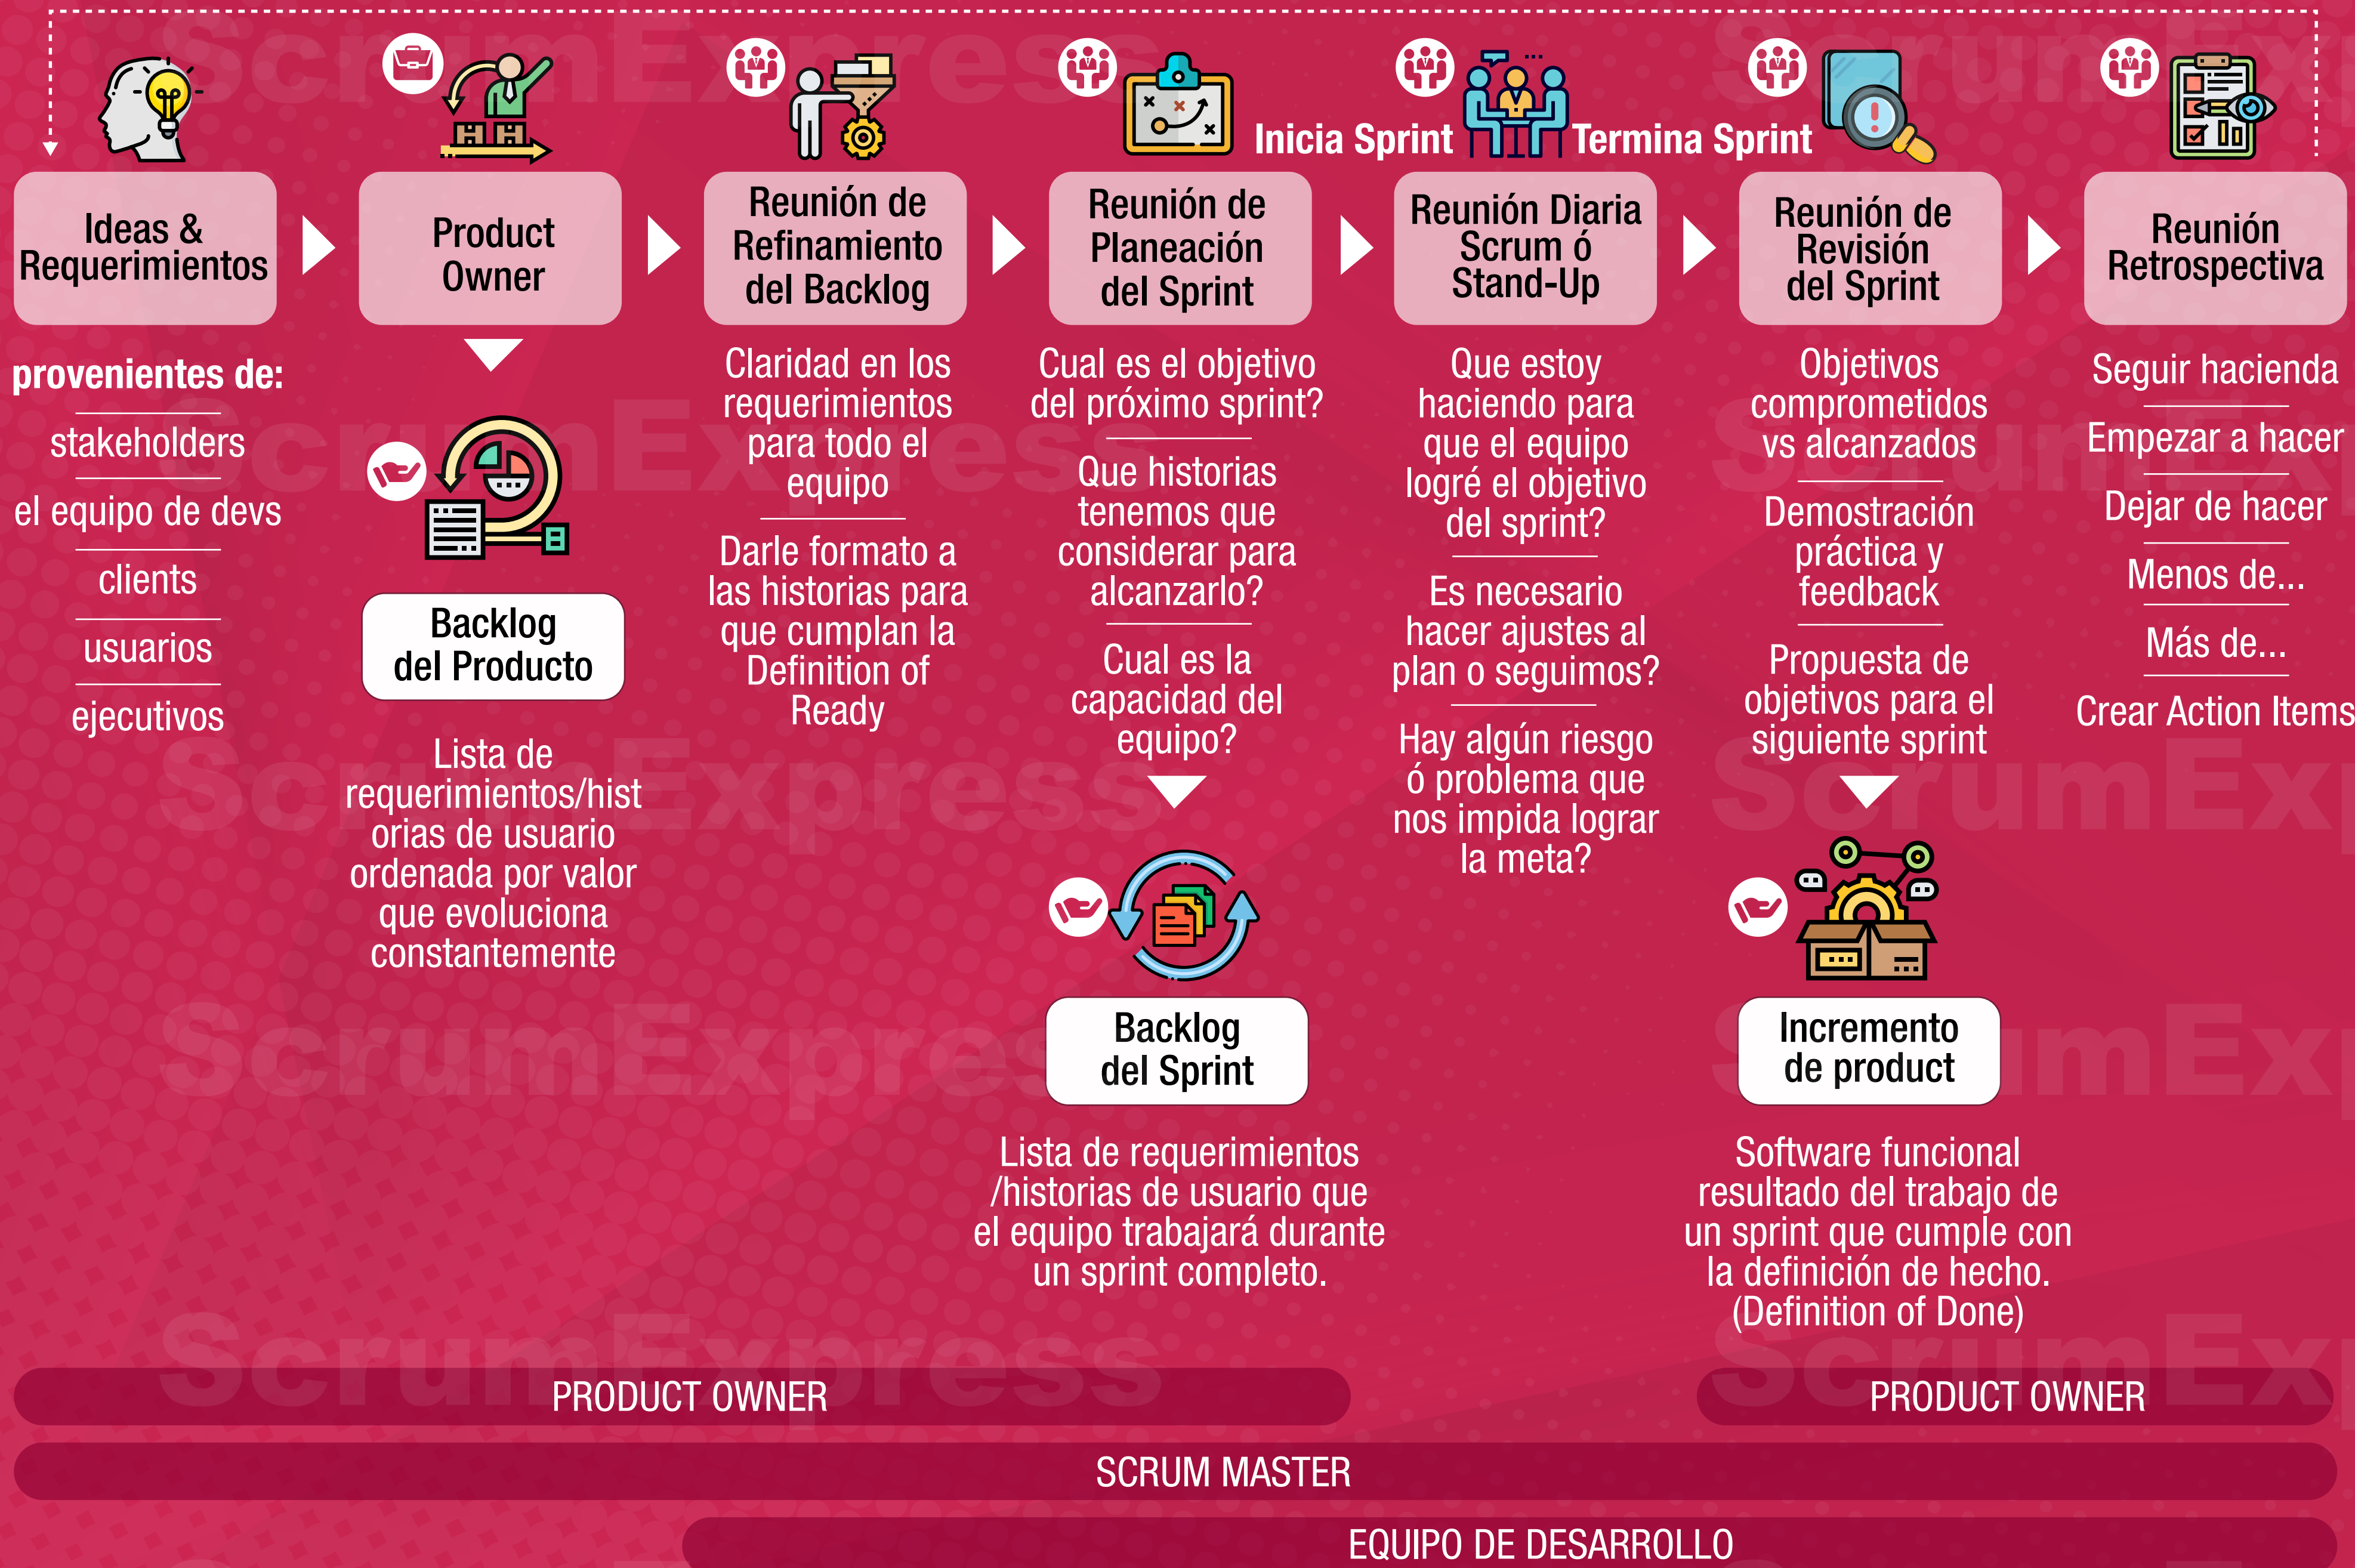 Inicia Sprint
Termina Sprint
Ideas &
Requerimientos
provenientes de:
stakeholders
el equipo de devs
clients
usuarios
ejecutivos
Product
Owner
Backlog
del Producto
Lista de
requerimientos/hist
orias de usuario
ordenada por valor
que evoluciona
constantemente
Reunión de
Refinamiento
del Backlog
Claridad en los
requerimientos
para todo el
equipo
Darle formato a
las historias para
que cumplan la
Definition of
Ready
Reunión de
Planeación
del Sprint
Cual es el objetivo
del próximo sprint?
Que historias
tenemos que
considerar para
alcanzarlo?
Cual es la
capacidad del
equipo?
Backlog
del Sprint
Lista de requerimientos
/historias de usuario que
el equipo trabajará durante
un sprint completo.
Reunión Diaria
Scrum ó
Stand-Up
Que estoy
haciendo para
que el equipo
logré el objetivo
del sprint?
Es necesario
hacer ajustes al
plan o seguimos?
Hay algún riesgo
ó problema que
nos impida lograr
la meta?
Reunión de
Revisión
del Sprint
Objetivos
comprometidos
vs alcanzados
Demostración
práctica y
feedback
Propuesta de
objetivos para el
siguiente sprint
Incremento
de product
Software funcional
resultado del trabajo de
un sprint que cumple con
la definición de hecho.
(Definition of Done)
Reunión
Retrospectiva
Seguir hacienda
Empezar a hacer
Dejar de hacer
Menos de...
Más de...
Crear Action Items
PRODUCT OWNER
PRODUCT OWNER
SCRUM MASTER
EQUIPO DE DESARROLLO
ScrumExpress
ScrumExp
ScrumExpress
ScrumExp
ScrumExpress
ScrumExp
ScrumExpress
ScrumExp
ScrumExpress
ScrumExp